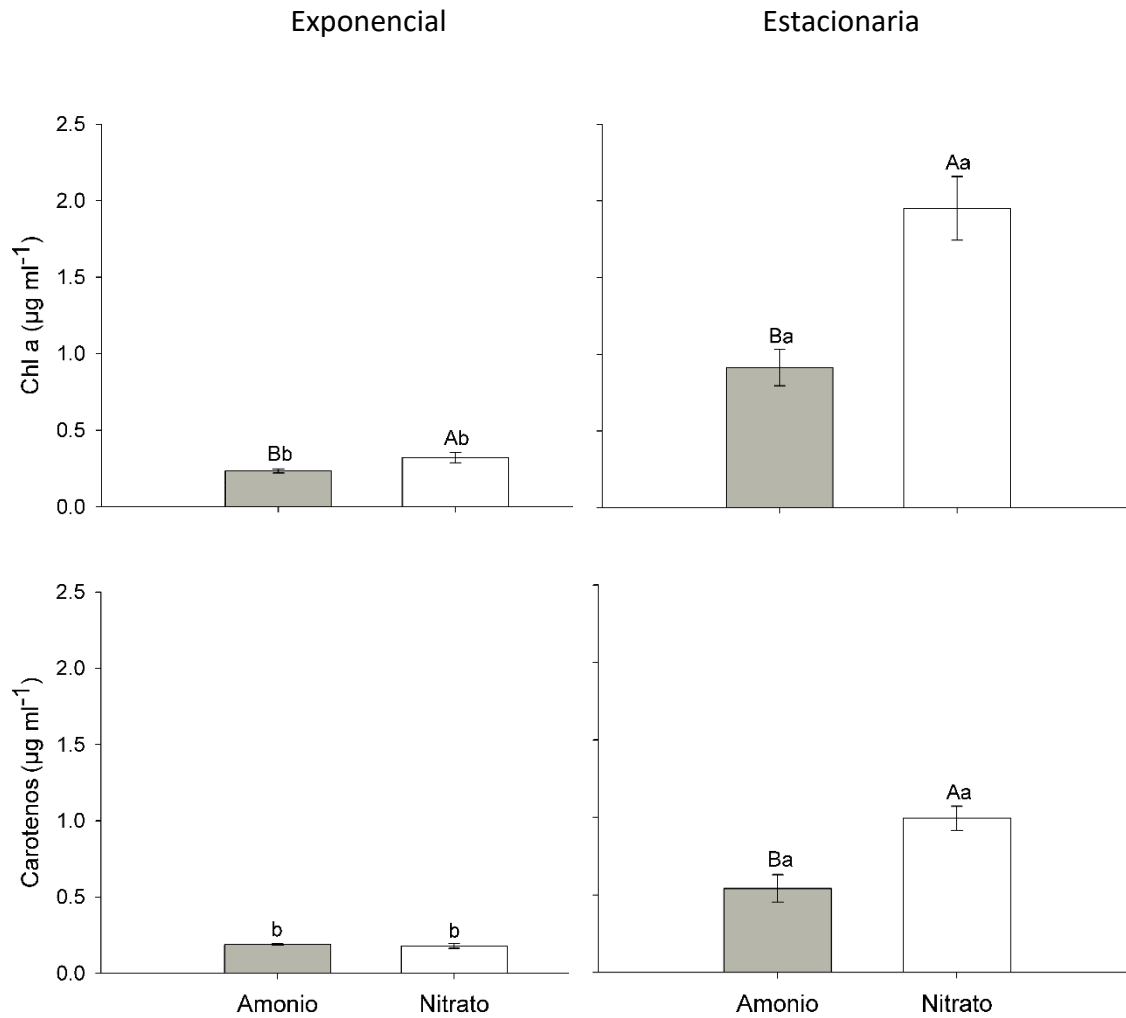 Exponencial
Estacionaria
2.5
2.0
1.5
1.0
0.5
0.0
Chl a (µg ml⁻¹)
Bb
Ab
Ba
Aa
2.5
2.0
1.5
1.0
0.5
0.0
Carotenos (µg ml⁻¹)
b
b
Ba
Aa
Amonio
Nitrato
Amonio
Nitrato